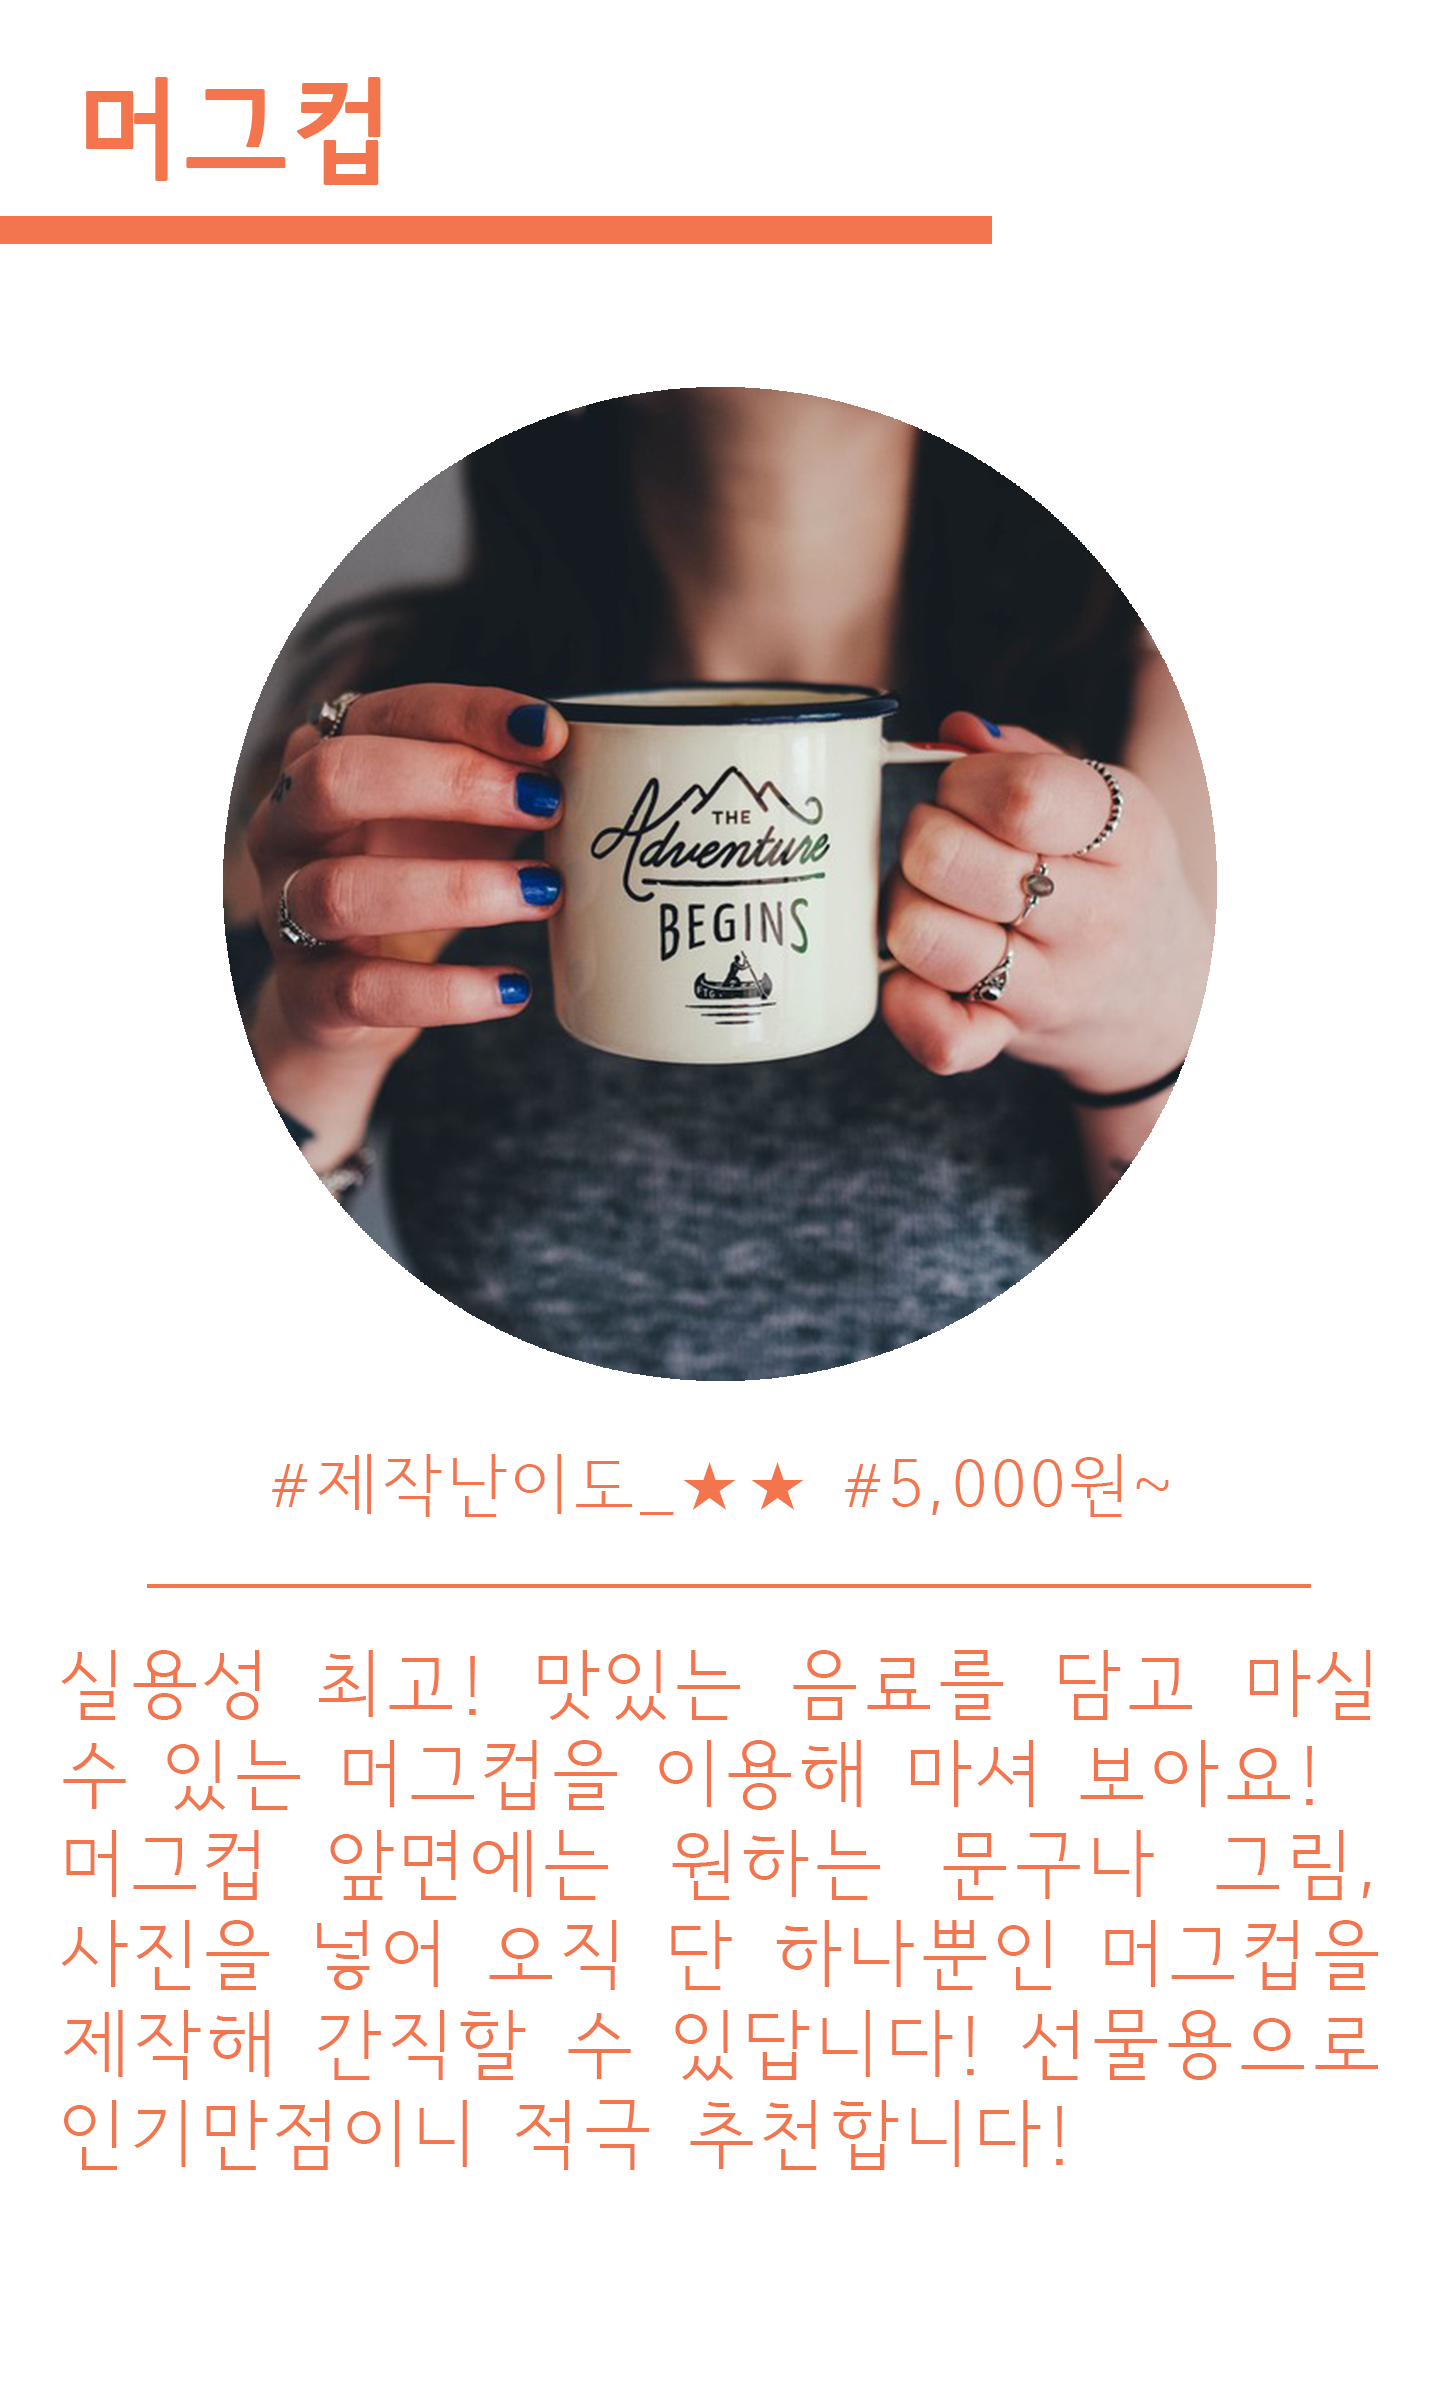 머그컵
THE
Adventure
BEGINS
#제작난이도_★★ #5,000원~
실용성 최고! 맛있는 음료를 담고 마실
수 있는 머그컵을 이용해 마셔 보아요!
머그컵 앞면에는 원하는 문구나 그림,
사진을 넣어 오직 단 하나뿐인 머그컵을
제작해 간직할 수 있답니다! 선물용으로
인기만점이니 적극 추천합니다!